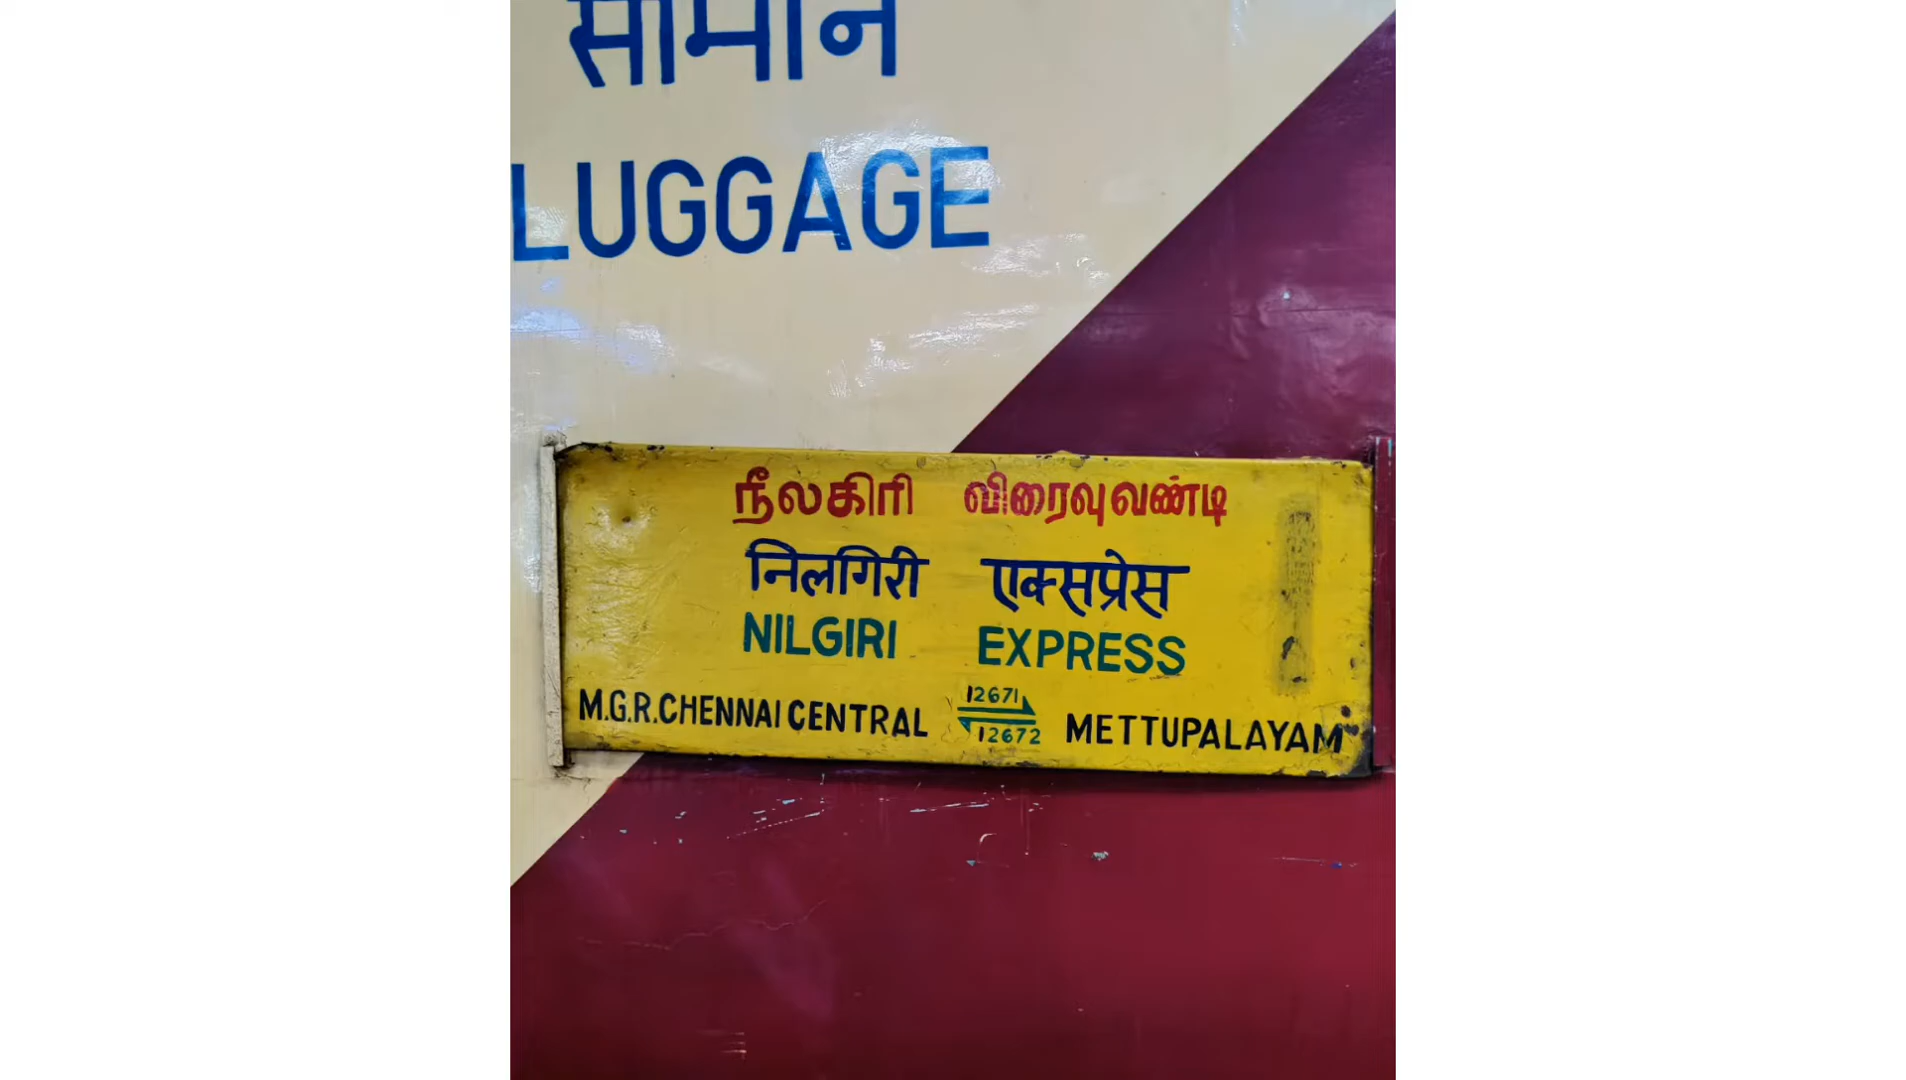 सामान
LUGGAGE
நீலகிரி விரைவு வண்டி
निलगिरी एक्सप्रेस
NILGIRI EXPRESS
M.G.R.CHENNAI CENTRAL 12671 12672 METTUPALAYAM